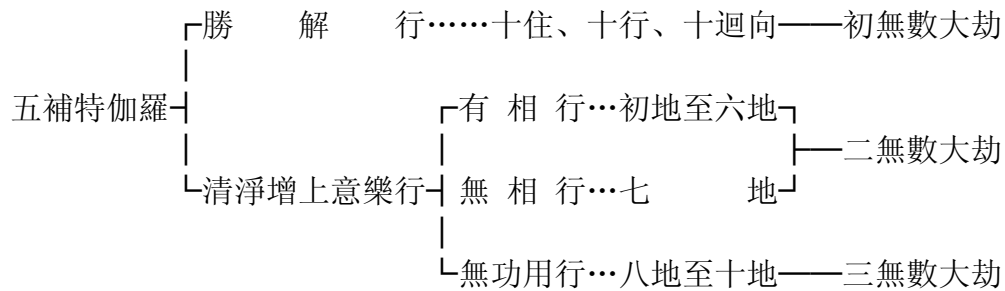 勝解行……十住、十行、十迴向——初無數大劫
五補特伽羅 有相行…初地至六地
二無數大劫
清淨增上意樂行 無相行…七地
無功用行…八地至十地——三無數大劫